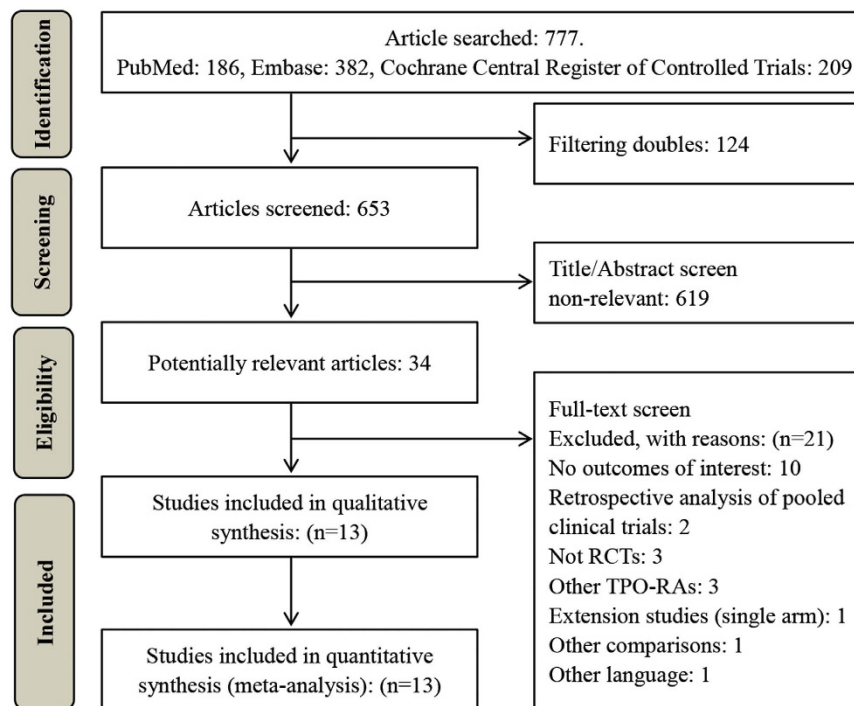 Identification
Article searched: 777.
PubMed: 186, Embase: 382, Cochrane Central Register of Controlled Trials: 209
Filtering doubles: 124
Screening
Articles screened: 653
Title/Abstract screen
non-relevant: 619
Eligibility
Potentially relevant articles: 34
Full-text screen
Excluded, with reasons: (n=21)
No outcomes of interest: 10
Retrospective analysis of pooled
clinical trials: 2
Not RCTs: 3
Other TPO-RAs: 3
Extension studies (single arm): 1
Other comparisons: 1
Other language: 1
Included
Studies included in qualitative
synthesis: (n=13)
Studies included in quantitative
synthesis (meta-analysis): (n=13)